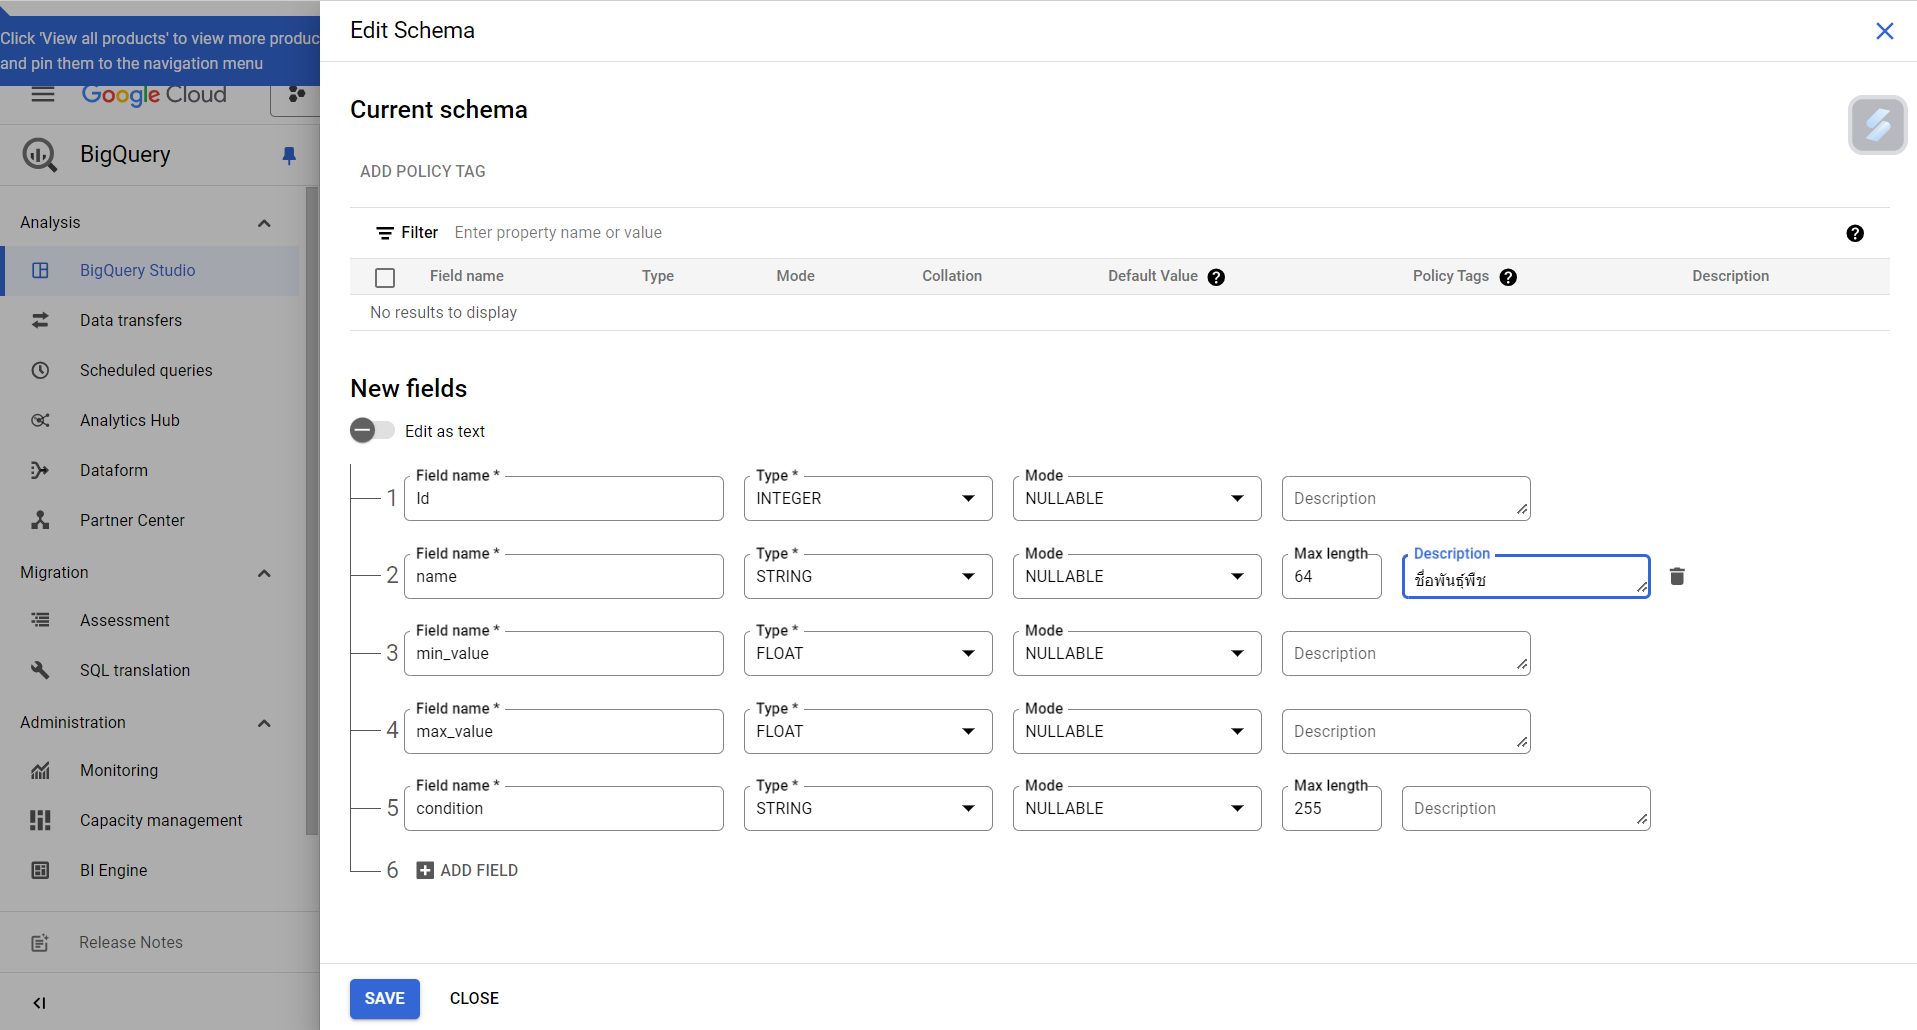 Click 'View all products' to view more produc
and pin them to the navigation menu
Google Cloud
BigQuery
Analysis
BigQuery Studio
Data transfers
Scheduled queries
Analytics Hub
Dataform
Partner Center
Migration
Assessment
SQL translation
Administration
Monitoring
Capacity management
BI Engine
Release Notes
Edit Schema
Current schema
ADD POLICY TAG
Filter Enter property name or value
Field name Type Mode Collation Default Value Policy Tags Description
No results to display
New fields
Edit as text
Field name * Type * Mode
1 Id INTEGER NULLABLE Description
Field name * Type * Mode Max length Description
2 name STRING NULLABLE 64 ชื่อพันธุ์พืช
Field name * Type * Mode
3 min_value FLOAT NULLABLE Description
Field name * Type * Mode
4 max_value FLOAT NULLABLE Description
Field name * Type * Mode Max length
5 condition STRING NULLABLE 255 Description
6 ADD FIELD
SAVE CLOSE